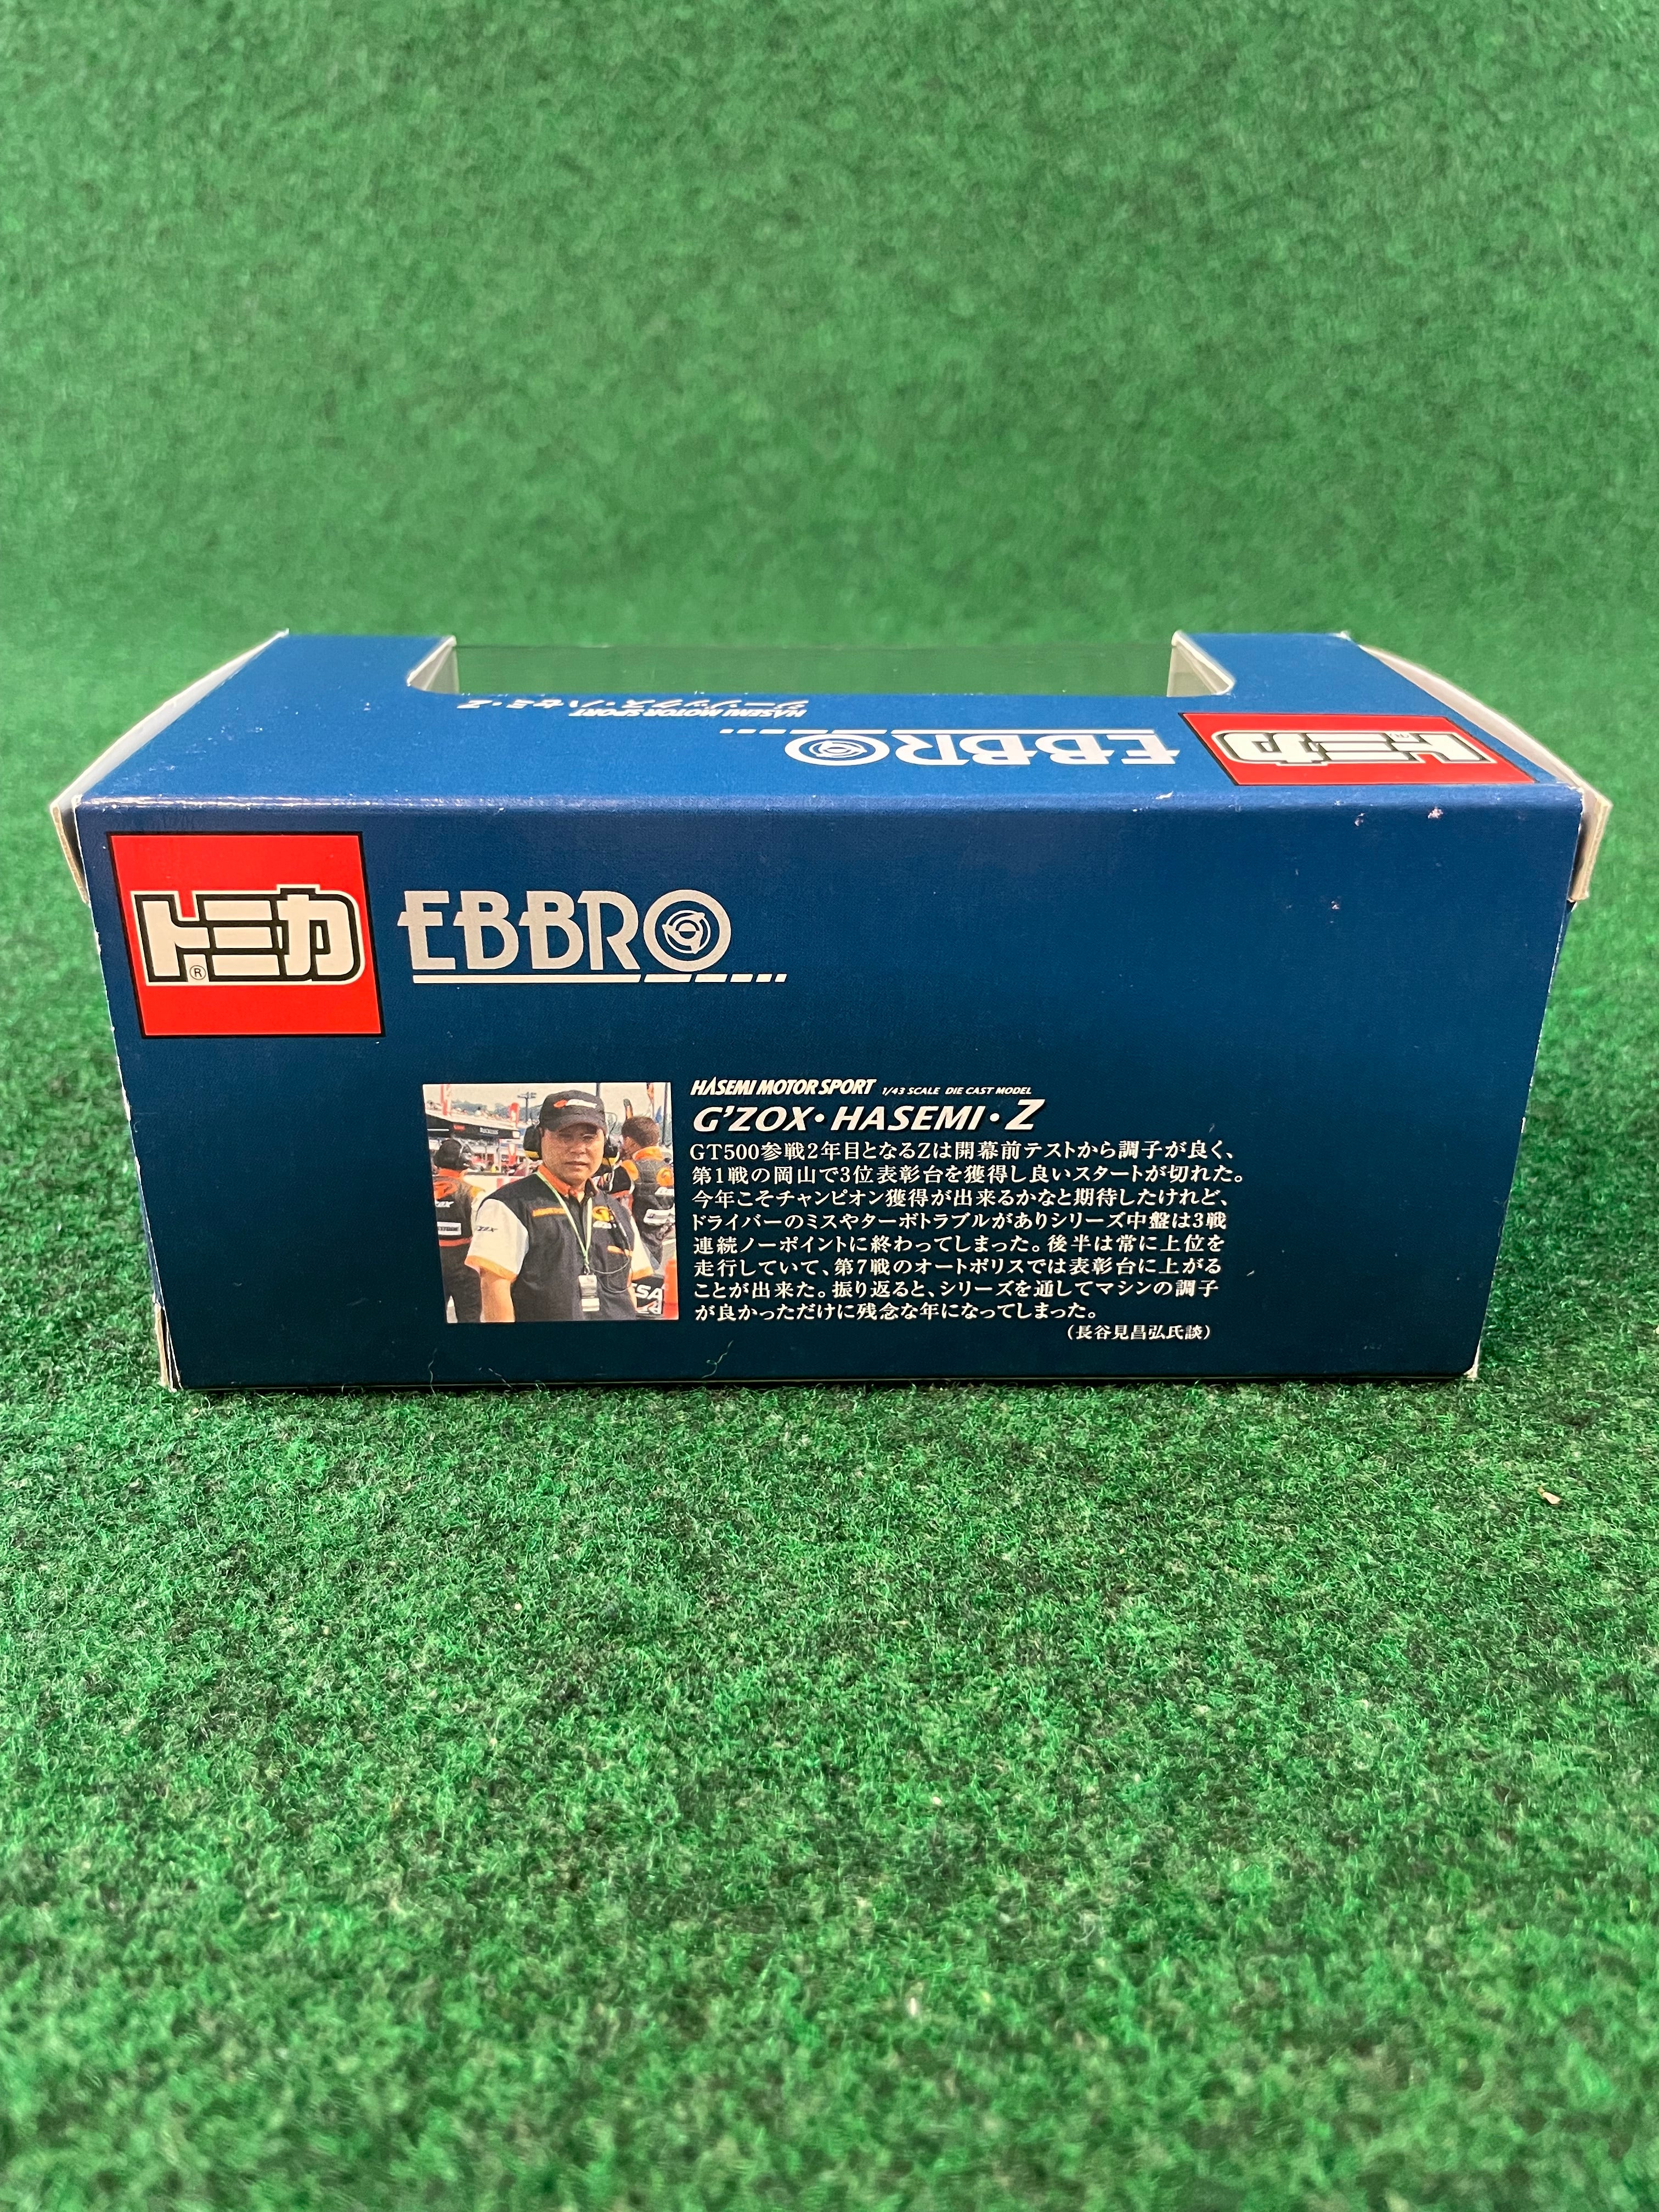 HASEMI MOTOR SPORT
ジーゾックス・ハセミ・Z
EBBRO
トミカ
トミカ®
EBBRO
HASEMI MOTOR SPORT 1/43 SCALE DIE CAST MODEL
G'ZOX・HASEMI・Z
GT500参戦2年目となるZは開幕前テストから調子が良く、
第1戦の岡山で3位表彰台を獲得し良いスタートが切れた。
今年こそチャンピオン獲得が出来るかなと期待したけれど、
ドライバーのミスやターボトラブルがありシリーズ中盤は3戦
連続ノーポイントに終わってしまった。後半は常に上位を
走行していて、第7戦のオートポリスでは表彰台に上がる
ことが出来た。振り返ると、シリーズを通してマシンの調子
が良かっただけに残念な年になってしまった。
（長谷見昌弘氏談）